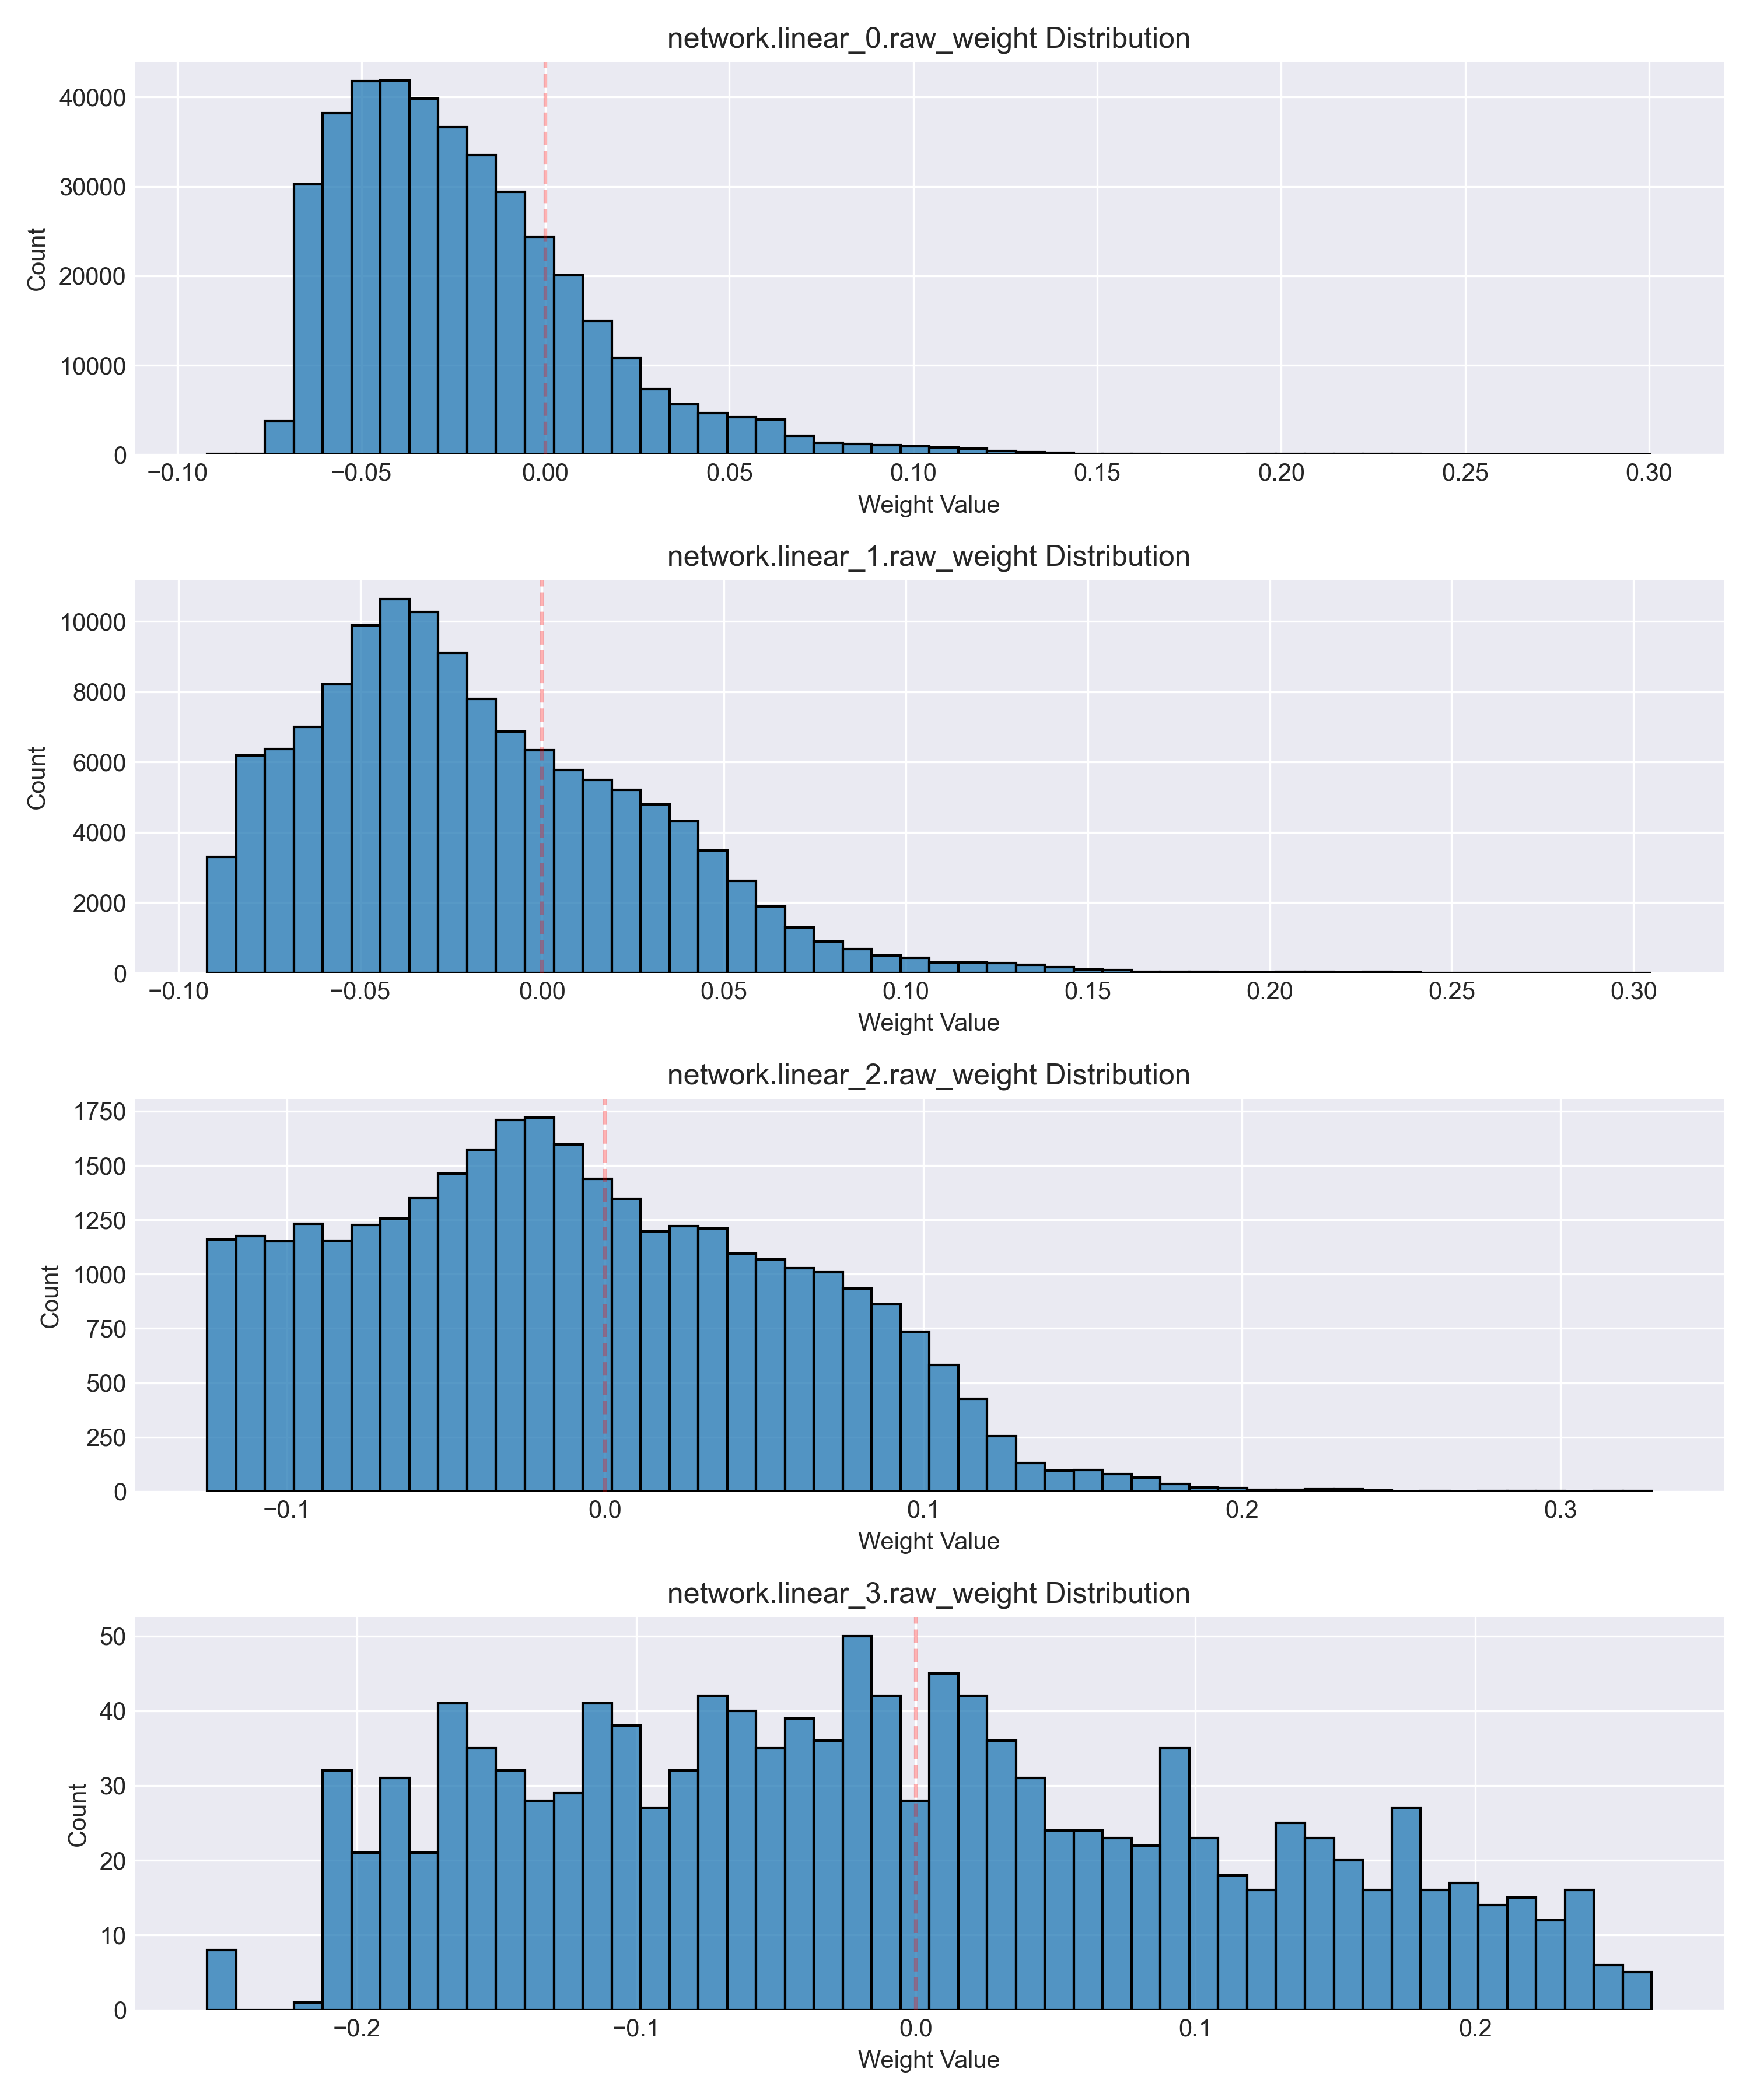 network.linear_0.raw_weight Distribution
40000
30000
20000
10000
0
Count
−0.10 −0.05 0.00 0.05 0.10 0.15 0.20 0.25 0.30
Weight Value
network.linear_1.raw_weight Distribution
10000
8000
6000
4000
2000
0
Count
−0.10 −0.05 0.00 0.05 0.10 0.15 0.20 0.25 0.30
Weight Value
network.linear_2.raw_weight Distribution
1750
1500
1250
1000
750
500
250
0
Count
−0.1 0.0 0.1 0.2 0.3
Weight Value
network.linear_3.raw_weight Distribution
50
40
30
20
10
0
Count
−0.2 −0.1 0.0 0.1 0.2
Weight Value